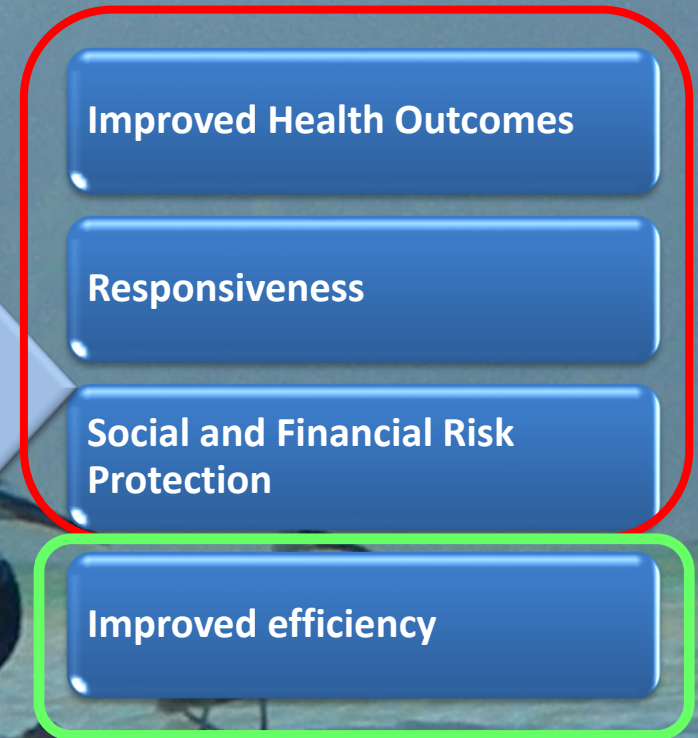 Improved Health Outcomes
Responsiveness
Social and Financial Risk
Protection
Improved efficiency